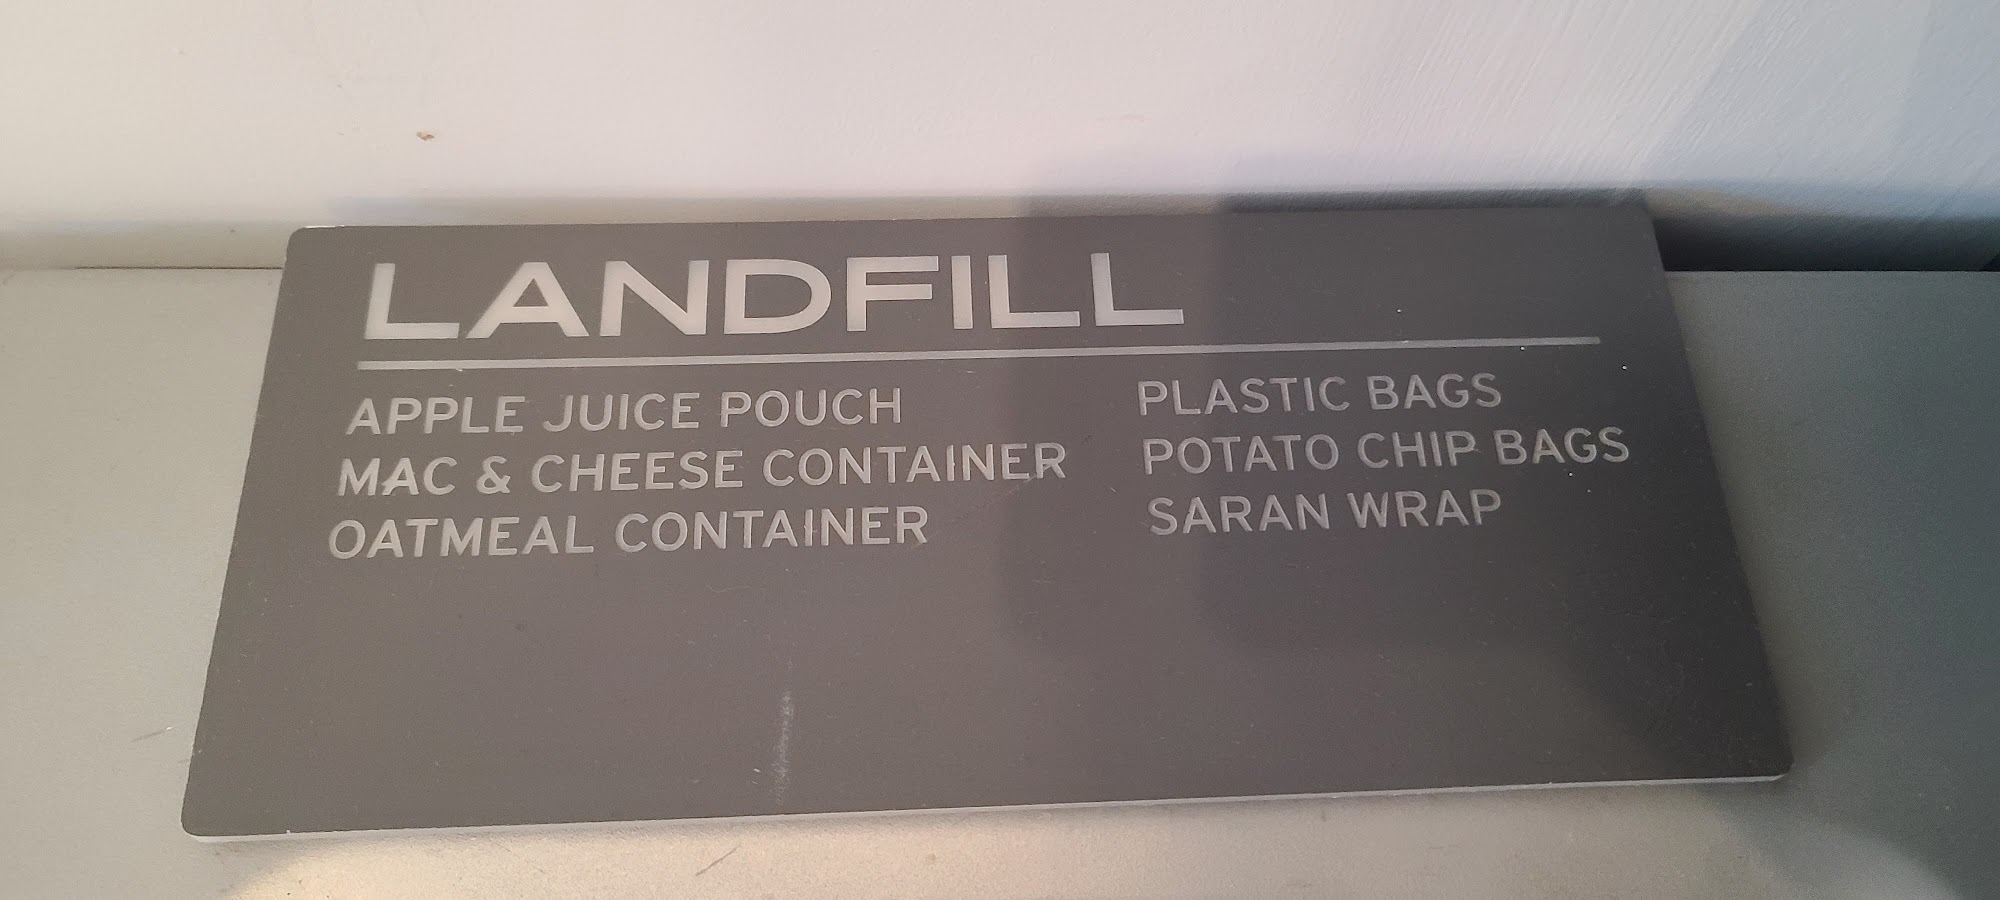 LANDFILL
APPLE JUICE POUCH
MAC & CHEESE CONTAINER
OATMEAL CONTAINER
PLASTIC BAGS
POTATO CHIP BAGS
SARAN WRAP